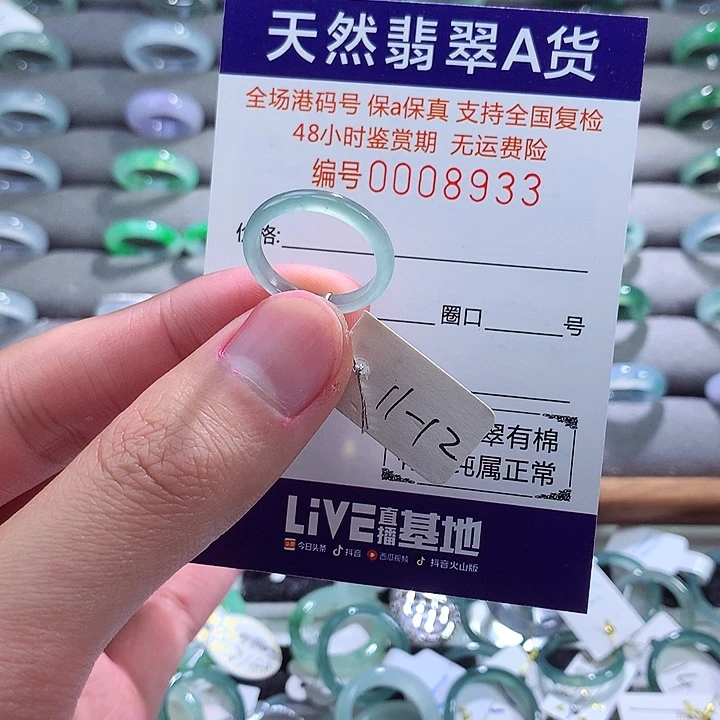 天然翡翠A货
全场港码号 保a保真 支持全国复检
48小时鉴赏期 无运费险
编号0008933
价格:
圈口 号
11-12
翠有棉
纯属正常
LiVE直播基地
头条 今日头条 抖音 西瓜视频 抖音火山版